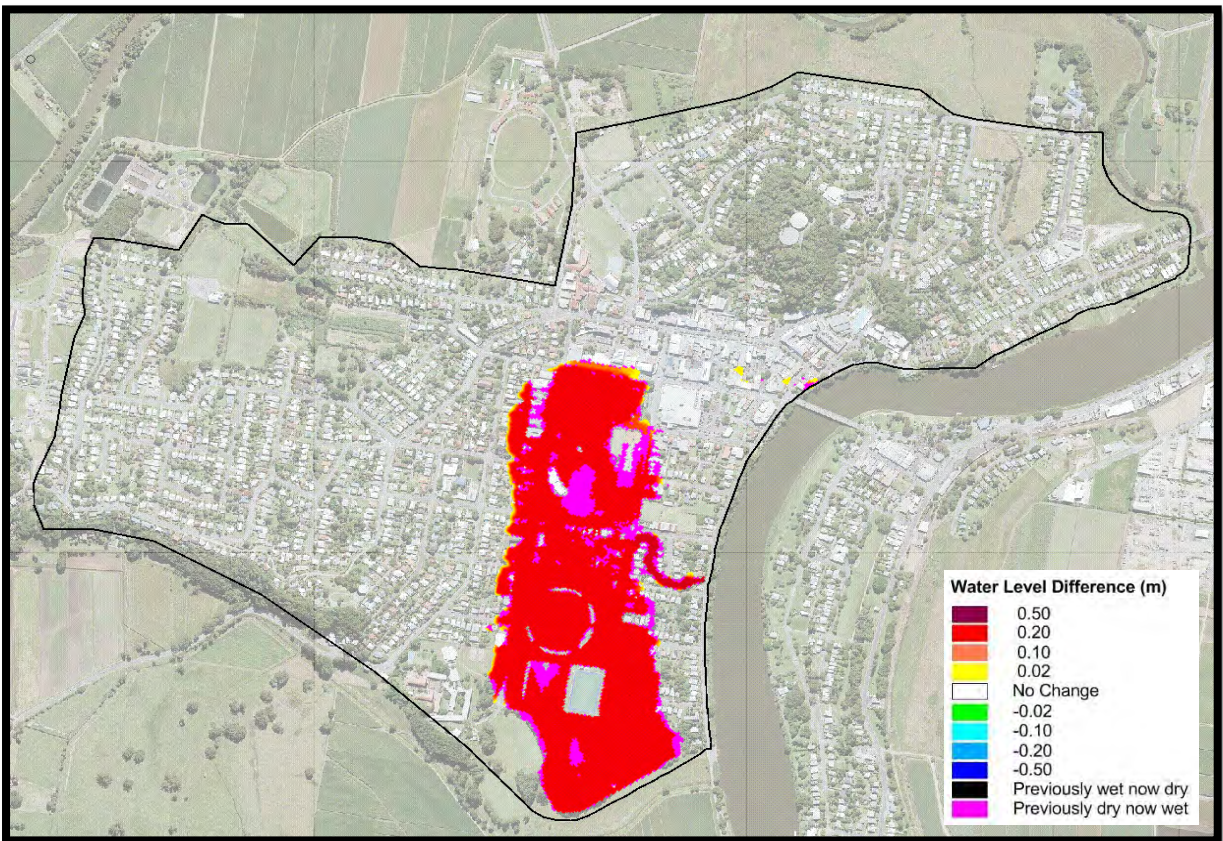 Water Level Difference (m)
0.50
0.20
0.10
0.02
No Change
-0.02
-0.10
-0.20
-0.50
Previously wet now dry
Previously dry now wet